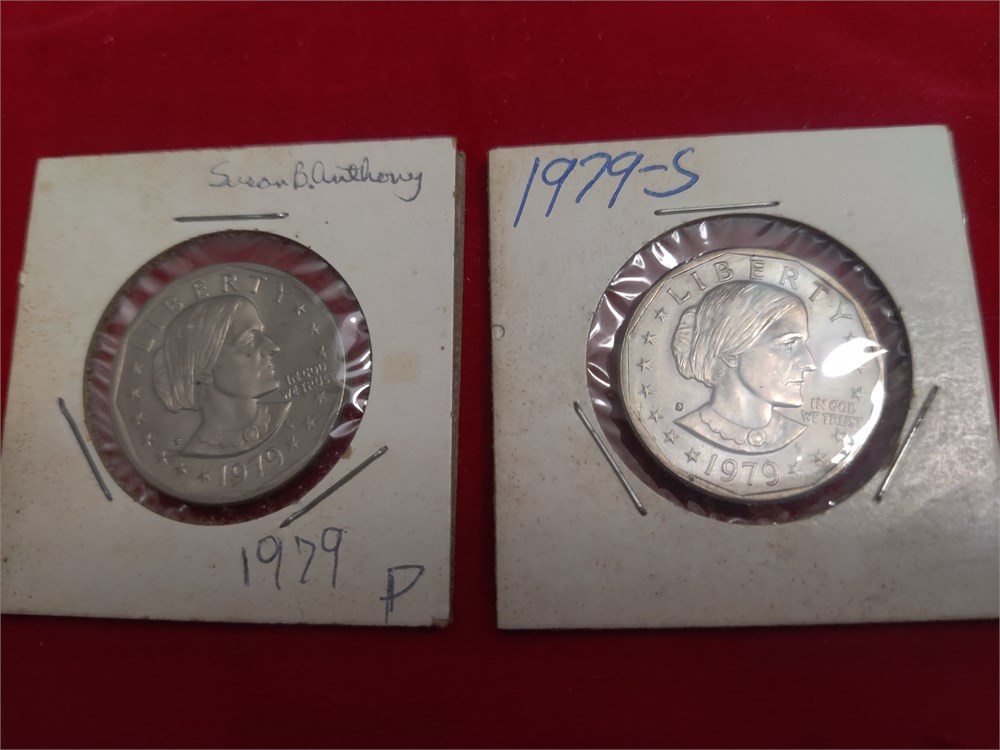 Susan B. Anthony
LIBERTY
IN GOD
WE TRUST
1979
1979
P
1979-S
LIBERTY
IN GOD
WE TRUST
1979